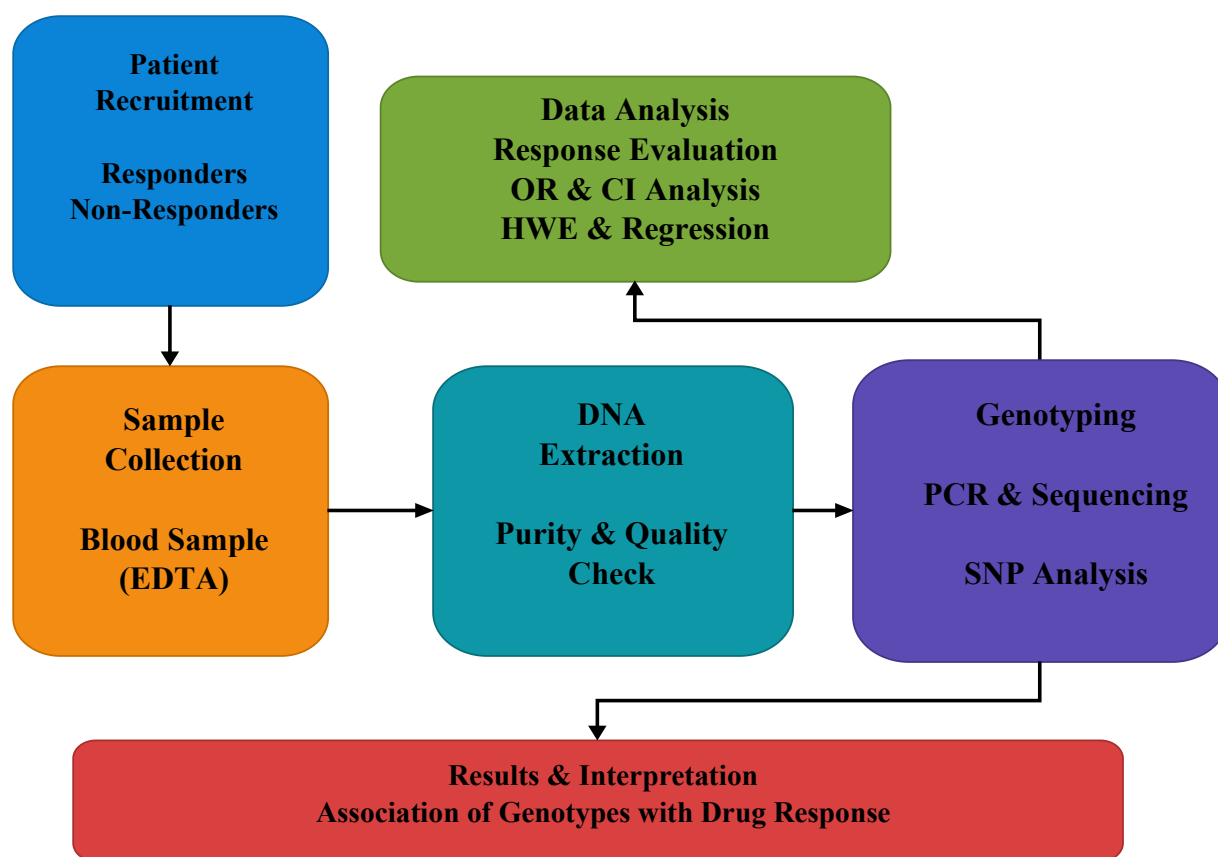 Patient
Recruitment
Responders
Non-Responders
Data Analysis
Response Evaluation
OR & CI Analysis
HWE & Regression
Sample
Collection
Blood Sample
(EDTA)
DNA
Extraction
Purity & Quality
Check
Genotyping
PCR & Sequencing
SNP Analysis
Results & Interpretation
Association of Genotypes with Drug Response